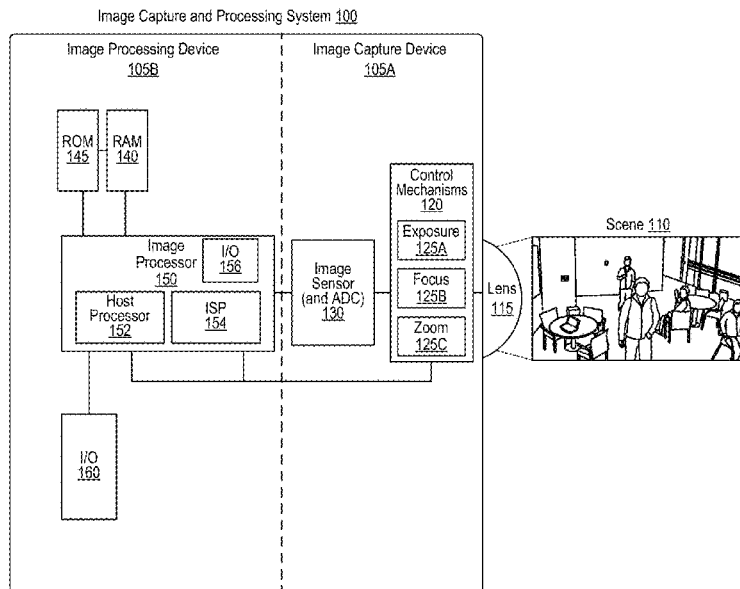 Image Capture and Processing System 100
Image Processing Device
105B
Image Capture Device
105A
ROM
145
RAM
140
Image
Processor
150
I/O
156
Host
Processor
152
ISP
154
I/O
160
Image
Sensor
(and ADC)
130
Control
Mechanisms
120
Exposure
125A
Focus
125B
Zoom
125C
Lens
115
Scene 110